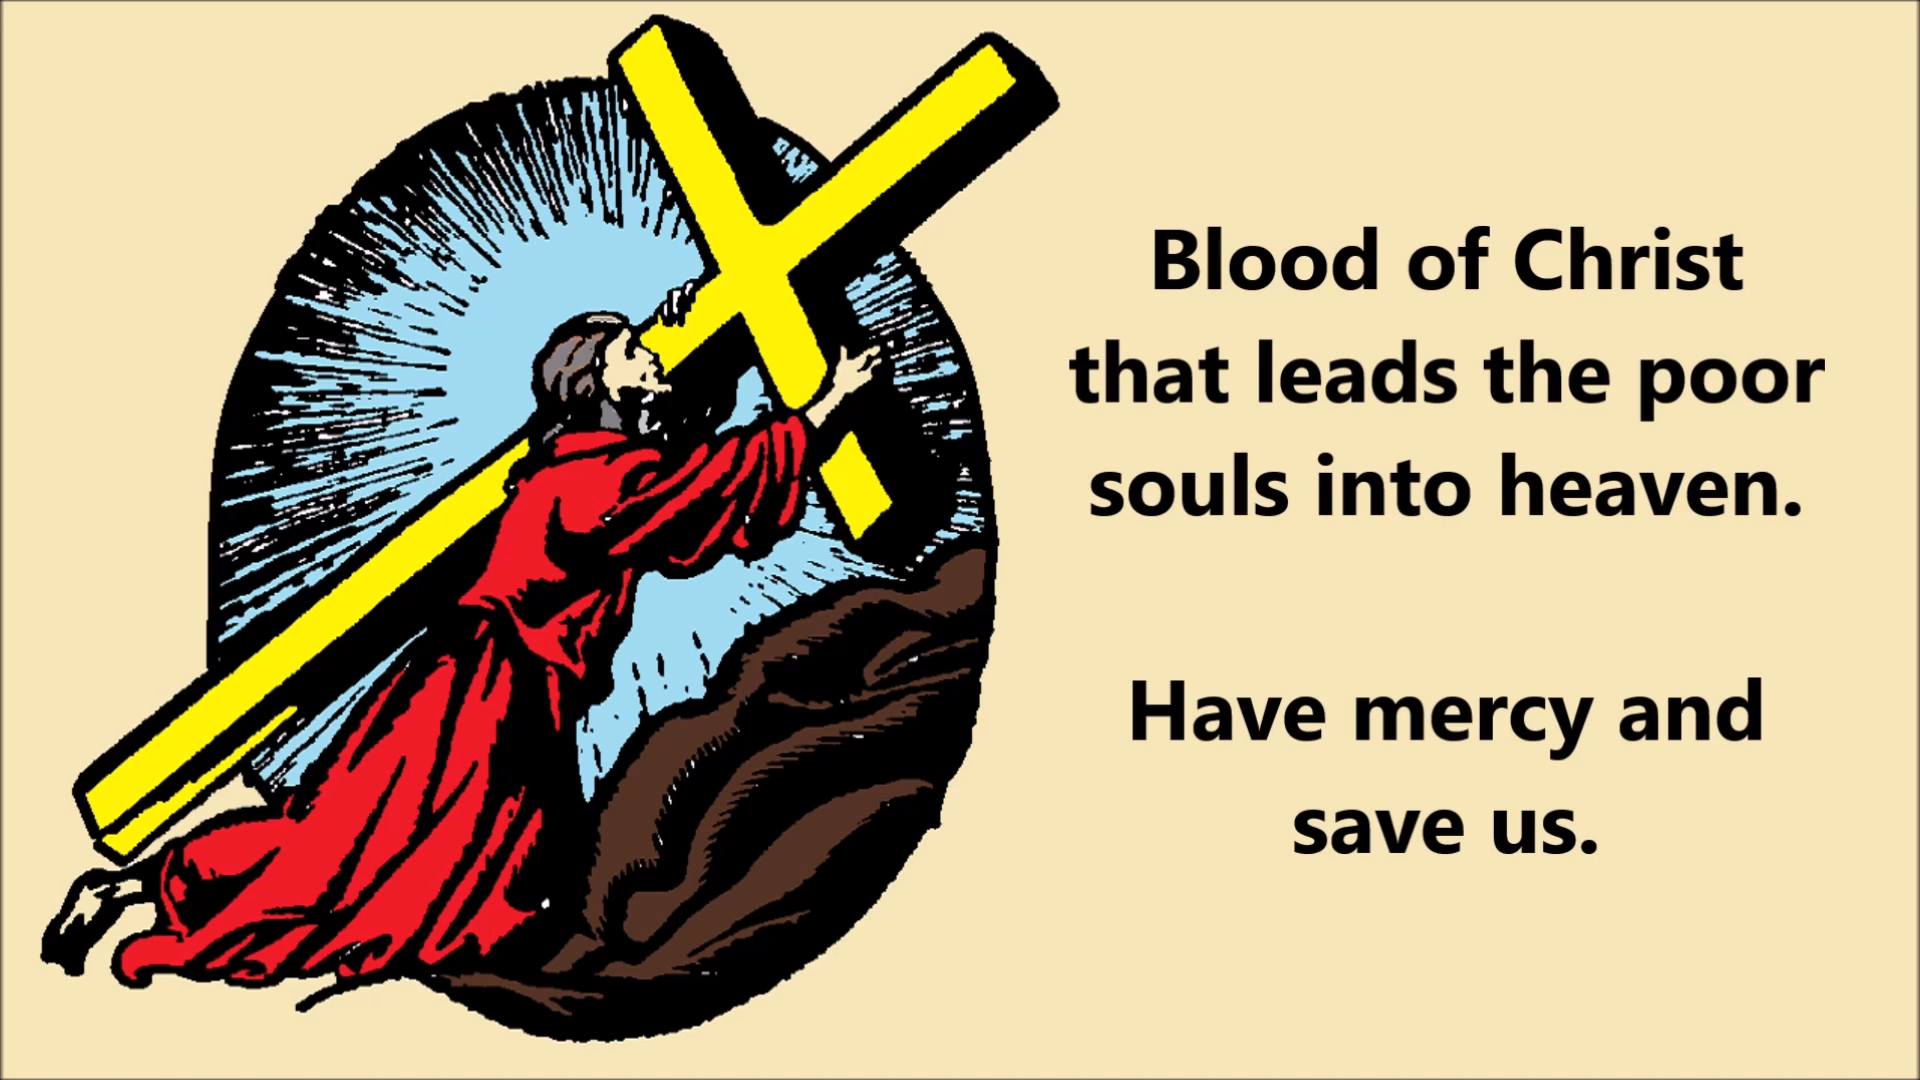 Blood of Christ
that leads the poor
souls into heaven.
Have mercy and
save us.